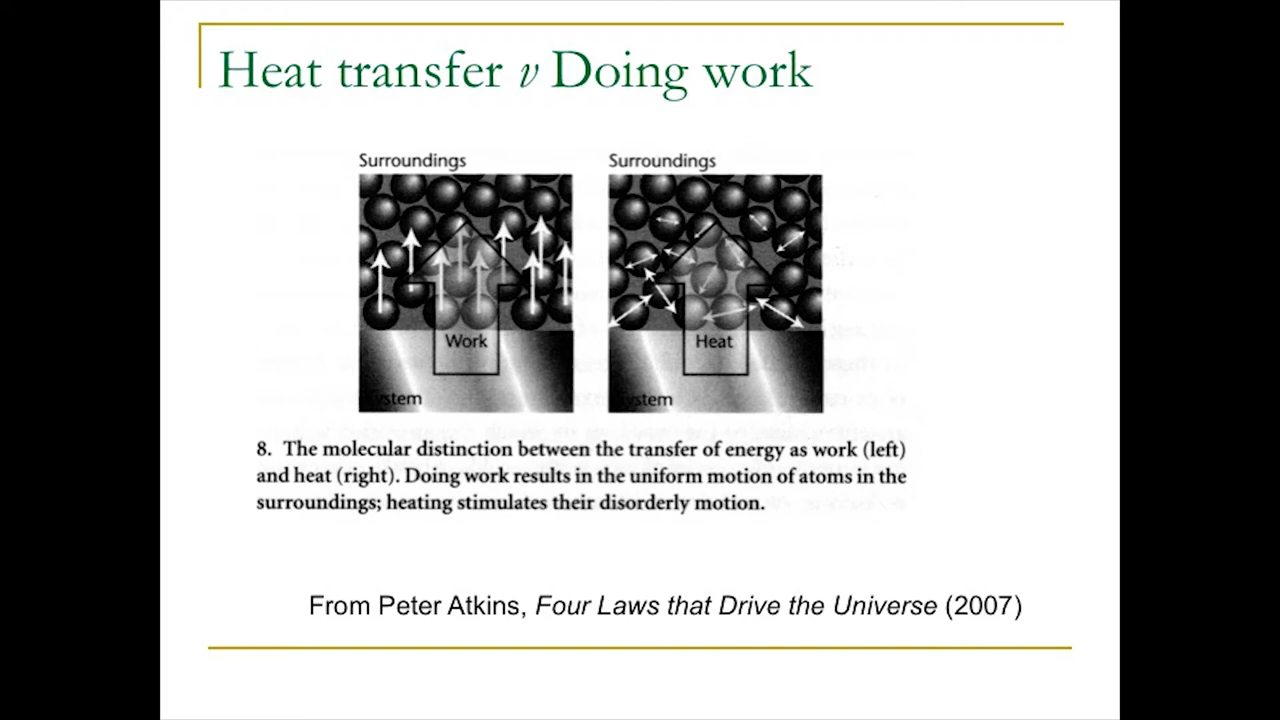 Heat transfer v Doing work
Surroundings
Surroundings
Work
Heat
ystem
ystem
8. The molecular distinction between the transfer of energy as work (left)
and heat (right). Doing work results in the uniform motion of atoms in the
surroundings; heating stimulates their disorderly motion.
From Peter Atkins, Four Laws that Drive the Universe (2007)